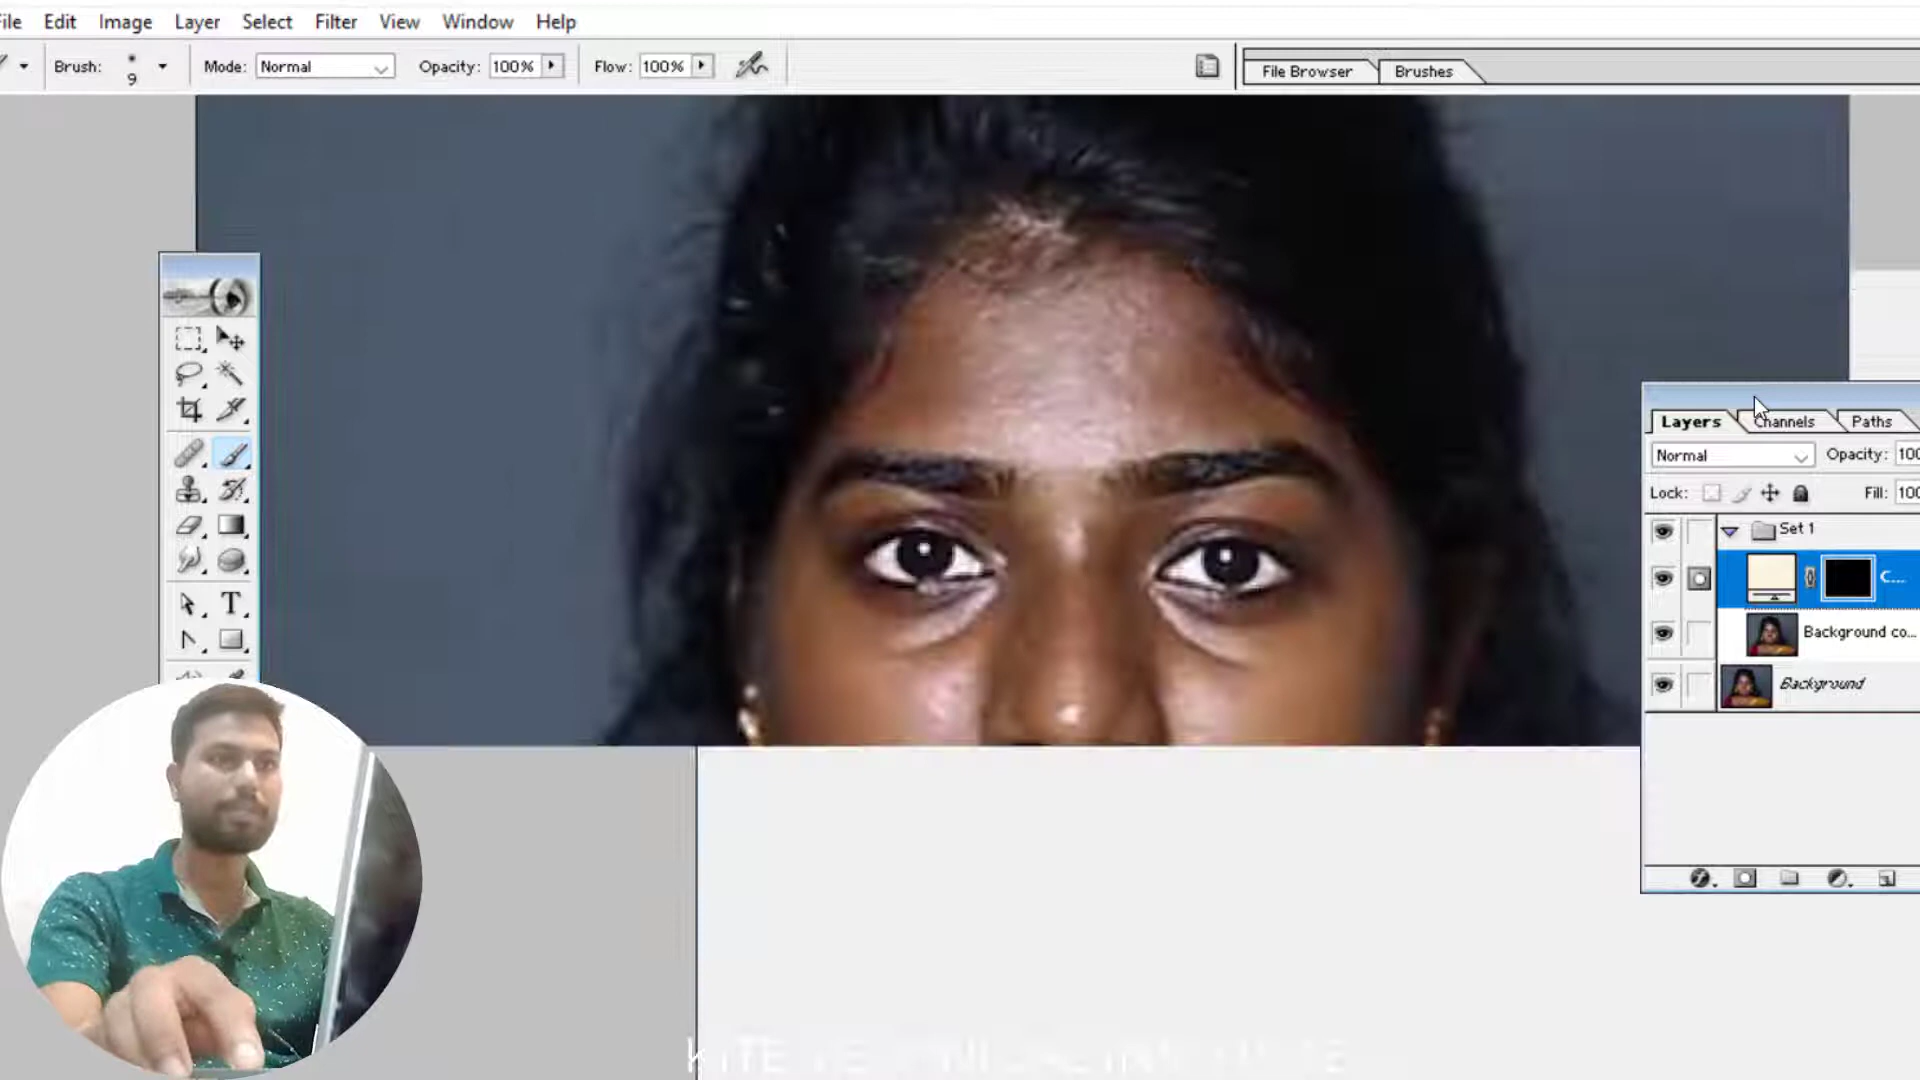 File Edit Image Layer Select Filter View Window Help
Brush: 9 Mode: Normal Opacity: 100% Flow: 100% File Browser Brushes
Layers Channels Paths
Normal Opacity: 100
Lock: Fill: 100
Set 1
C...
Background co...
Background
T